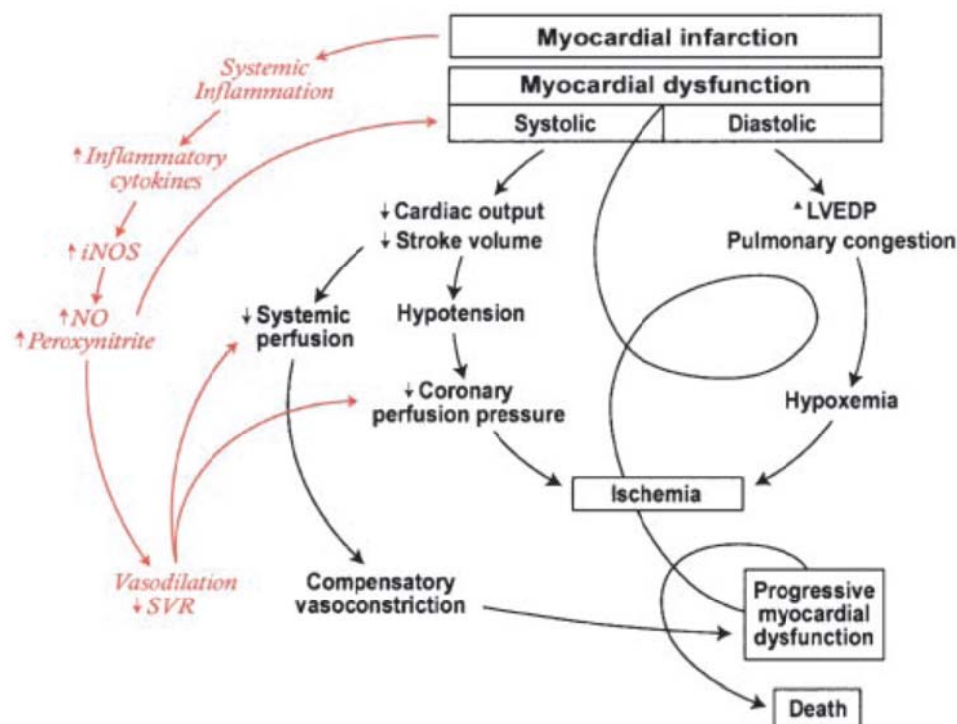 Myocardial infarction
Systemic
Inflammation
Myocardial dysfunction
Systolic
Diastolic
↑Inflammatory
cytokines
↓Cardiac output
↓Stroke volume
▲LVEDP
Pulmonary congestion
↑iNOS
↑NO
↑Peroxynitrite
↓Systemic
perfusion
Hypotension
↓Coronary
perfusion pressure
Hypoxemia
Ischemia
Vasodilation
↓SVR
Compensatory
vasoconstriction
Progressive
myocardial
dysfunction
Death